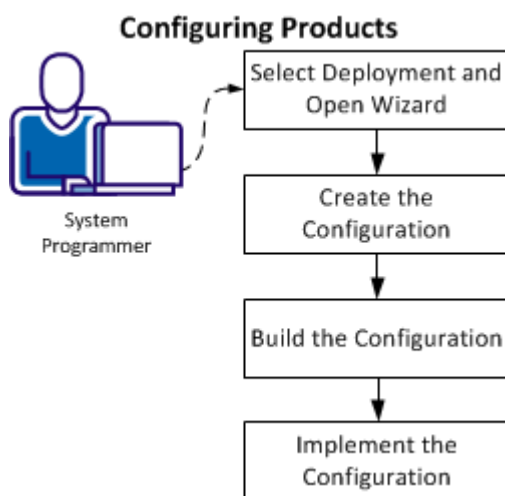 Configuring Products
Select Deployment and
Open Wizard
System
Programmer
Create the
Configuration
Build the Configuration
Implement the
Configuration